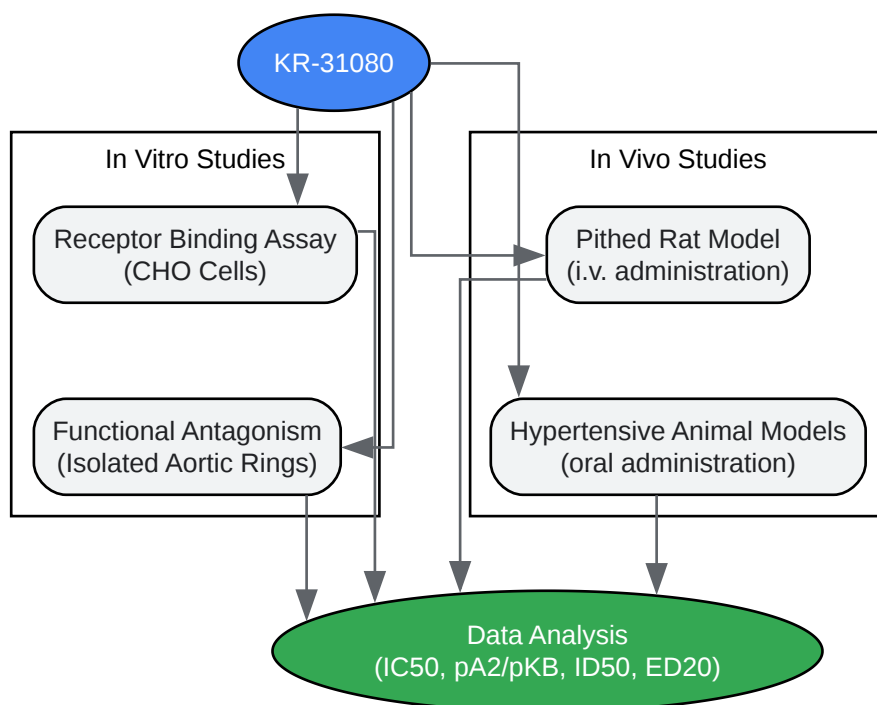 KR-31080
In Vitro Studies
Receptor Binding Assay
(CHO Cells)
Functional Antagonism
(Isolated Aortic Rings)
In Vivo Studies
Pithed Rat Model
(i.v. administration)
Hypertensive Animal Models
(oral administration)
Data Analysis
(IC50, pA2/pKB, ID50, ED20)